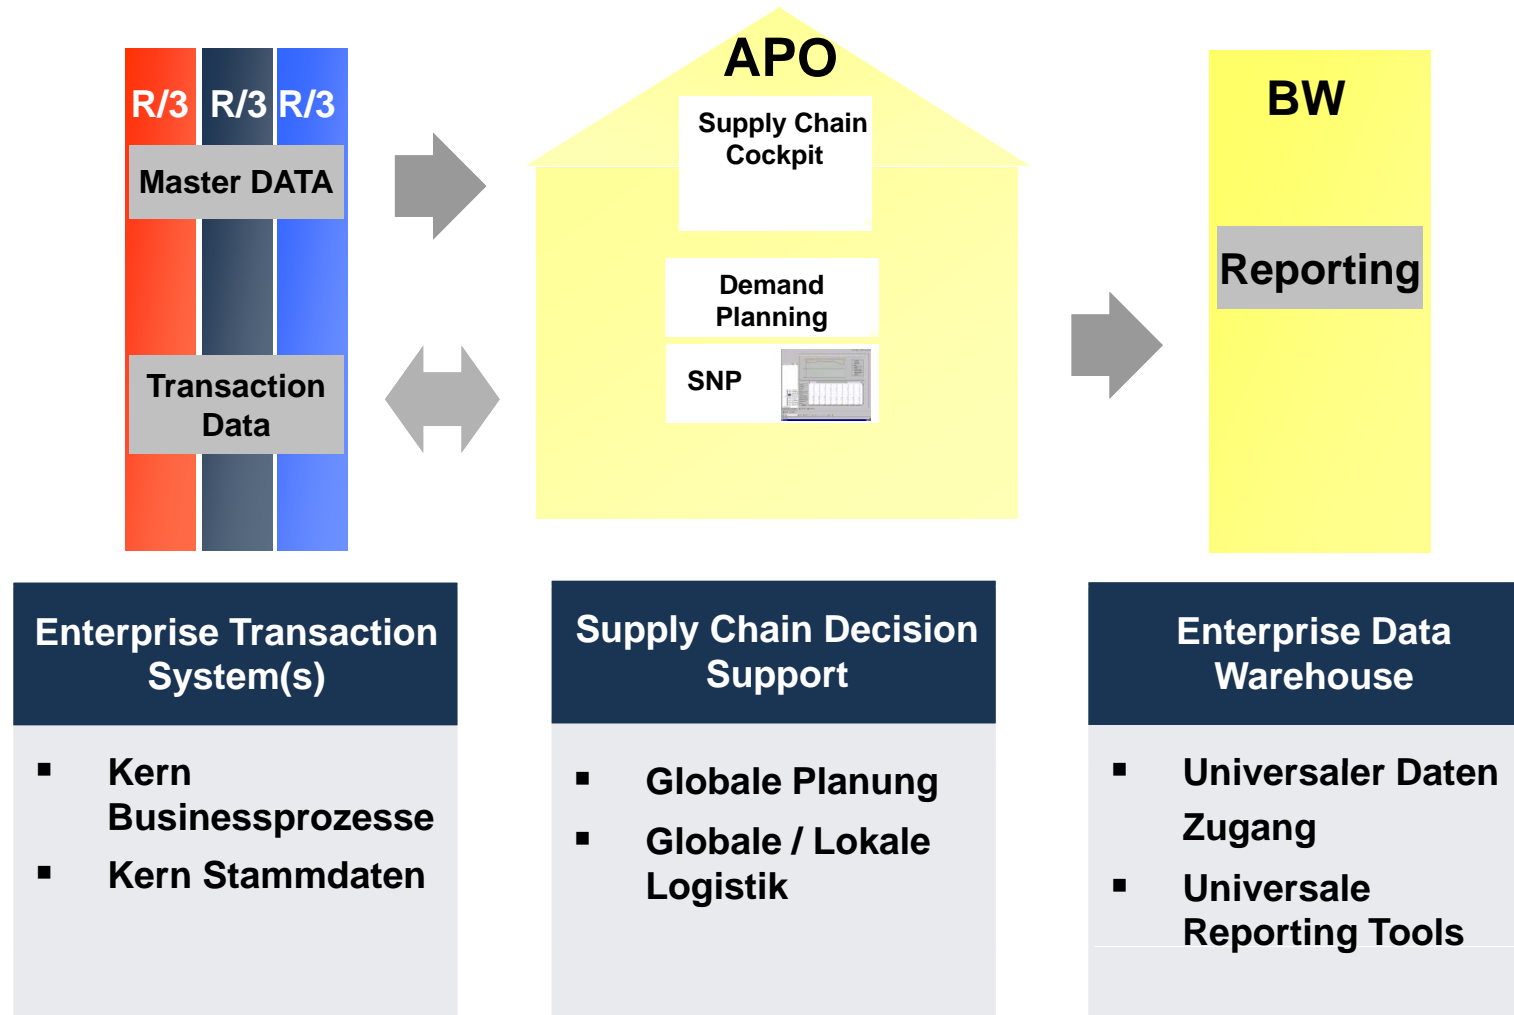 APO
R/3 R/3 R/3
BW
Supply Chain
Cockpit
Master DATA
Reporting
Demand
Planning
SNP
Transaction
Data
Enterprise Transaction
System(s)
Kern
Businessprozesse
Kern Stammdaten
Supply Chain Decision
Support
Globale Planung
Globale / Lokale
Logistik
Enterprise Data
Warehouse
Universaler Daten
Zugang
Universale
Reporting Tools